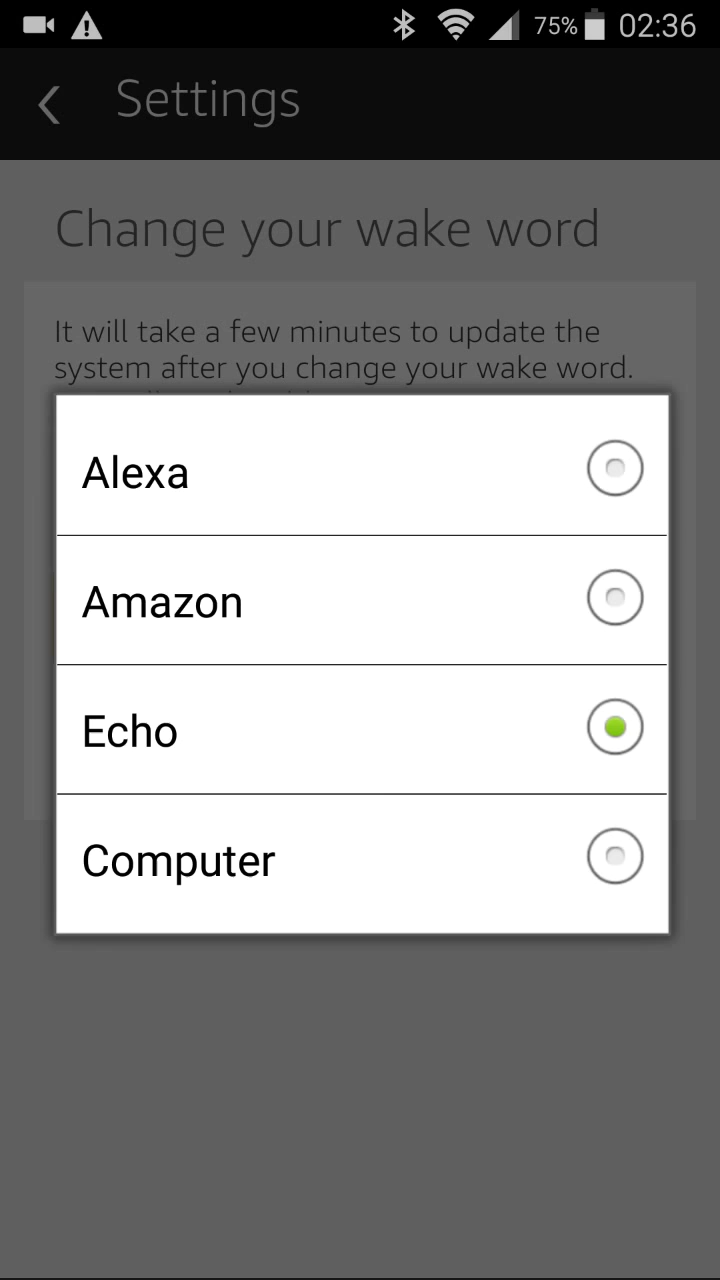 75% 02:36
Settings
Change your wake word
It will take a few minutes to update the
system after you change your wake word.
Alexa
Amazon
Echo
Computer